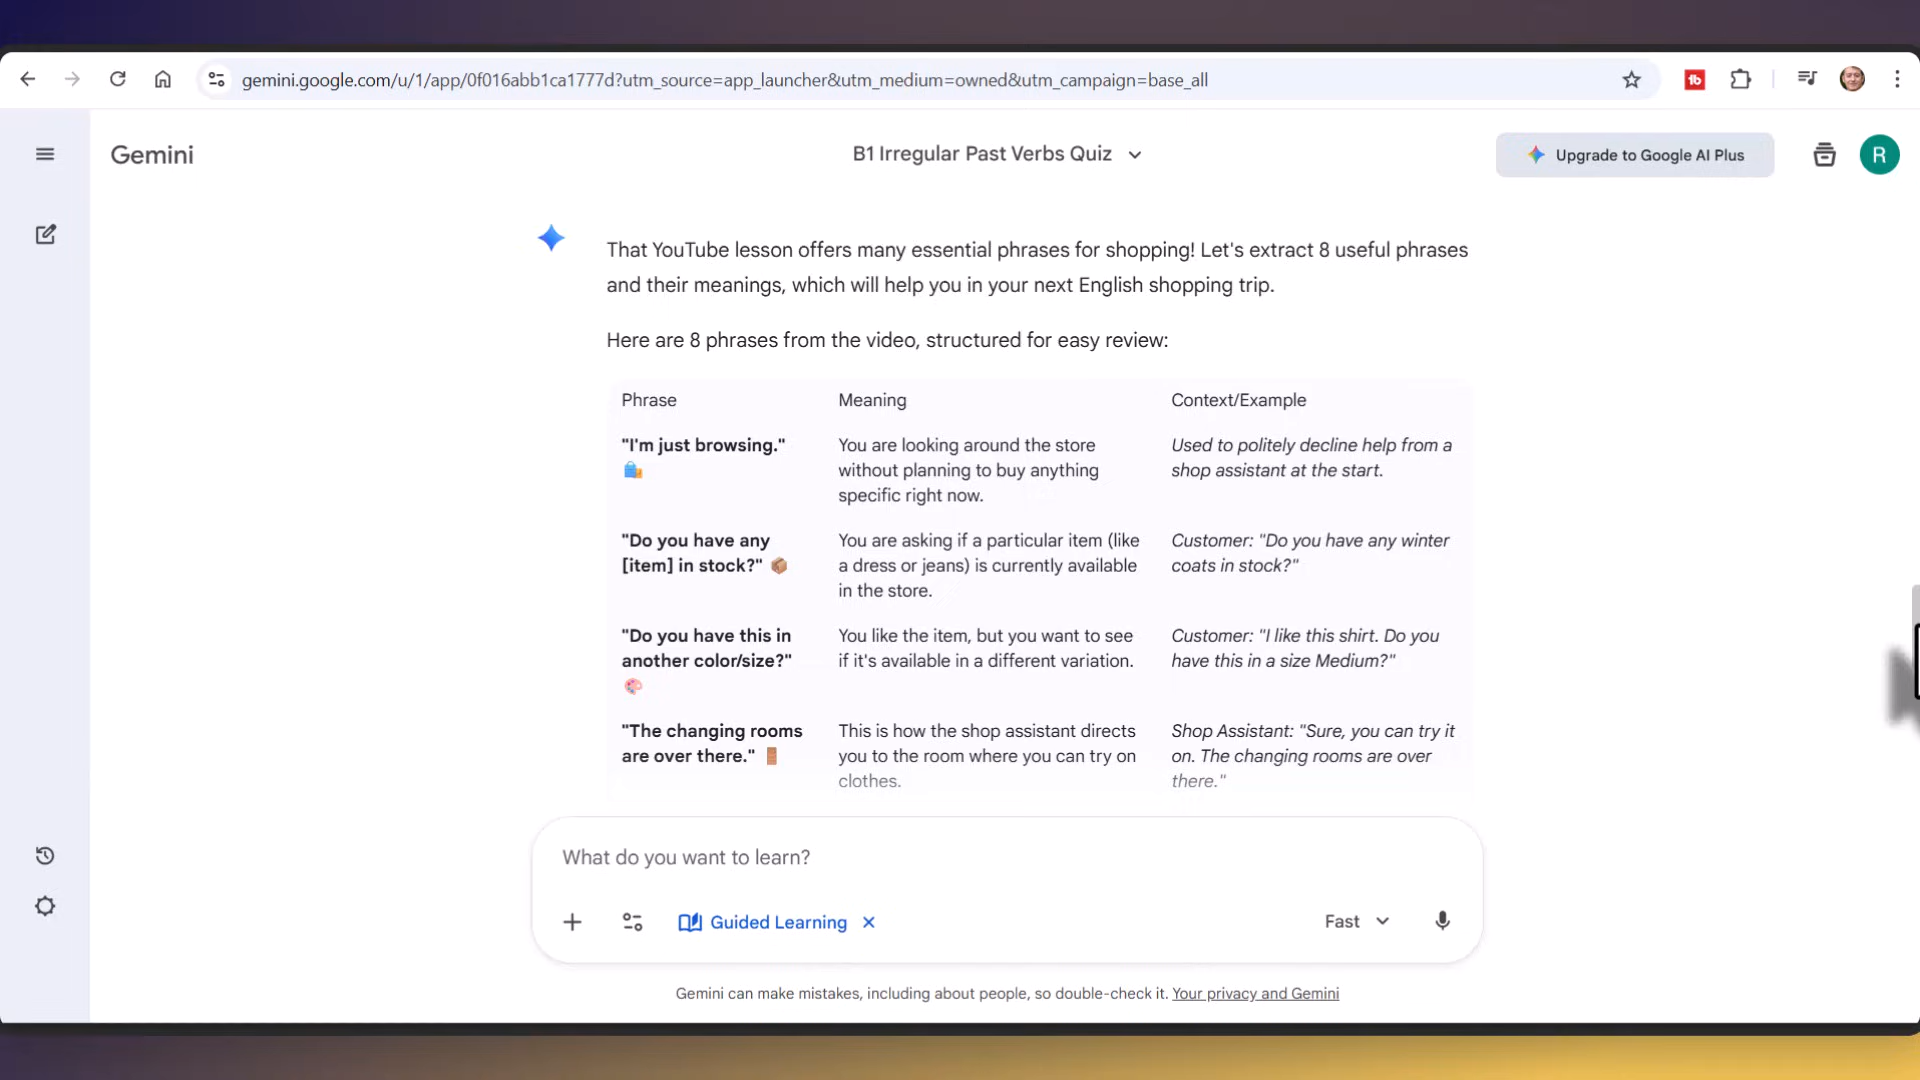 gemini.google.com/u/1/app/0f016abb1ca1777d?utm_source=app_launcher&utm_medium=owned&utm_campaign=base_all
Gemini
B1 Irregular Past Verbs Quiz
Upgrade to Google AI Plus
R
That YouTube lesson offers many essential phrases for shopping! Let's extract 8 useful phrases
and their meanings, which will help you in your next English shopping trip.
Here are 8 phrases from the video, structured for easy review:
Phrase Meaning Context/Example
"I'm just browsing."
You are looking around the store
without planning to buy anything
specific right now.
Used to politely decline help from a
shop assistant at the start.
"Do you have any
[item] in stock?"
You are asking if a particular item (like
a dress or jeans) is currently available
in the store.
Customer: "Do you have any winter
coats in stock?"
"Do you have this in
another color/size?"
You like the item, but you want to see
if it's available in a different variation.
Customer: "I like this shirt. Do you
have this in a size Medium?"
"The changing rooms
are over there."
This is how the shop assistant directs
you to the room where you can try on
clothes.
Shop Assistant: "Sure, you can try it
on. The changing rooms are over
there."
What do you want to learn?
Guided Learning
Fast
Gemini can make mistakes, including about people, so double-check it. Your privacy and Gemini